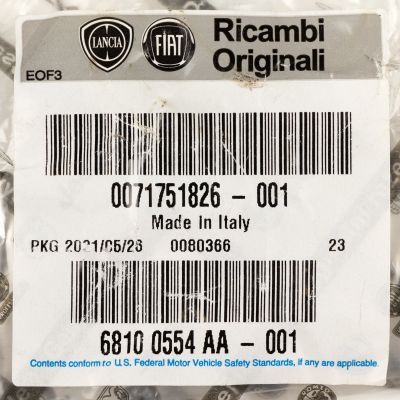 LANCIA FIAT Ricambi
Originali
EOF3
0071751826 - 001
Made In Italy
PKG 2021/05/26 0080366 23
6810 0554 AA - 001
Contents conform to U.S. Federal Motor Vehicle Safety Standards, if any are applicable.